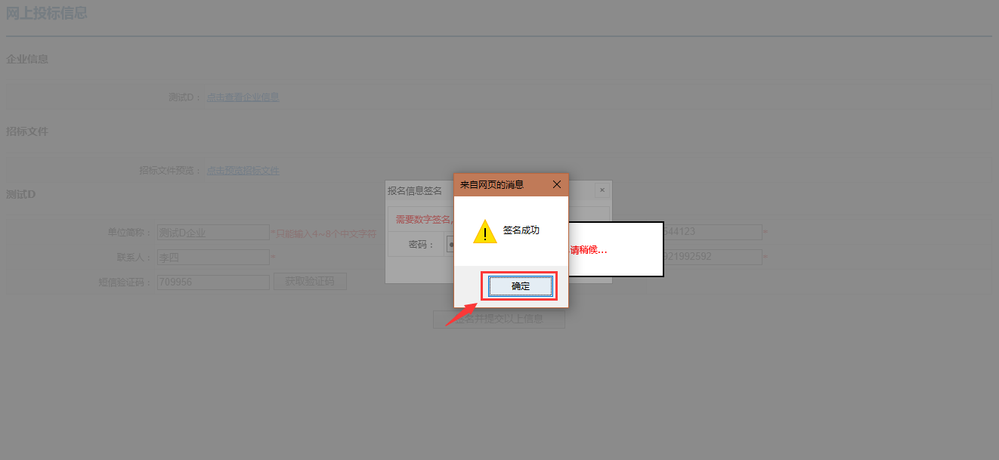 网上投标信息
企业信息
测试D： 点击查看企业信息
招标文件
招标文件预览： 点击预览招标文件
测试D
单位简称： 测试D企业 *只能输入4~8个中文字符
544123 *
联系人： 李四 *
921992592 *
短信验证码： 709956 获取验证码
签名并提交以上信息
报名信息签名 ×
需要数字签名,
密码：
请稍候...
来自网页的消息
签名成功
确定